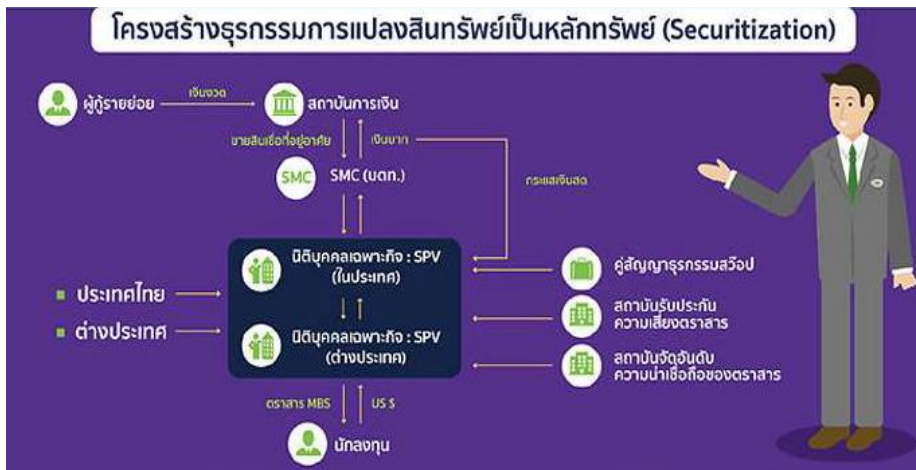 โครงสร้างธุรกรรมการแปลงสินทรัพย์เป็นหลักทรัพย์ (Securitization)
ผู้กู้รายย่อย
เงินงวด
สถาบันการเงิน
ขายสินเชื่อที่อยู่อาศัย
เงินบาท
SMC
SMC (บตท.)
กระแสเงินสด
นิติบุคคลเฉพาะกิจ : SPV
(ในประเทศ)
คู่สัญญาธุรกรรมสว๊อป
ประเทศไทย
ต่างประเทศ
สถาบันรับประกัน
ความเสี่ยงตราสาร
นิติบุคคลเฉพาะกิจ : SPV
(ต่างประเทศ)
สถาบันจัดอันดับ
ความน่าเชื่อถือของตราสาร
ตราสาร MBS
US $
นักลงทุน